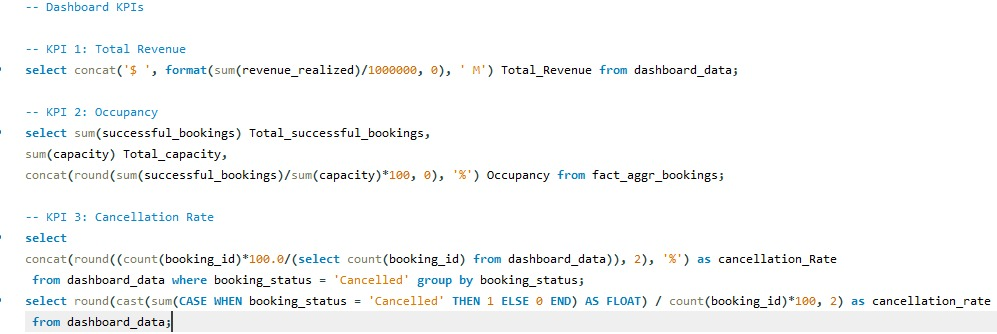 -- Dashboard KPIs
-- KPI 1: Total Revenue
select concat('$ ', format(sum(revenue_realized)/1000000, 0), ' M') Total_Revenue from dashboard_data;
-- KPI 2: Occupancy
select sum(successful_bookings) Total_successful_bookings,
sum(capacity) Total_capacity,
concat(round(sum(successful_bookings)/sum(capacity)*100, 0), '%') Occupancy from fact_aggr_bookings;
-- KPI 3: Cancellation Rate
select
concat(round((count(booking_id)*100.0/(select count(booking_id) from dashboard_data)), 2), '%') as cancellation_Rate
from dashboard_data where booking_status = 'Cancelled' group by booking_status;
select round(cast(sum(CASE WHEN booking_status = 'Cancelled' THEN 1 ELSE 0 END) AS FLOAT) / count(booking_id)*100, 2) as cancellation_rate
from dashboard_data;